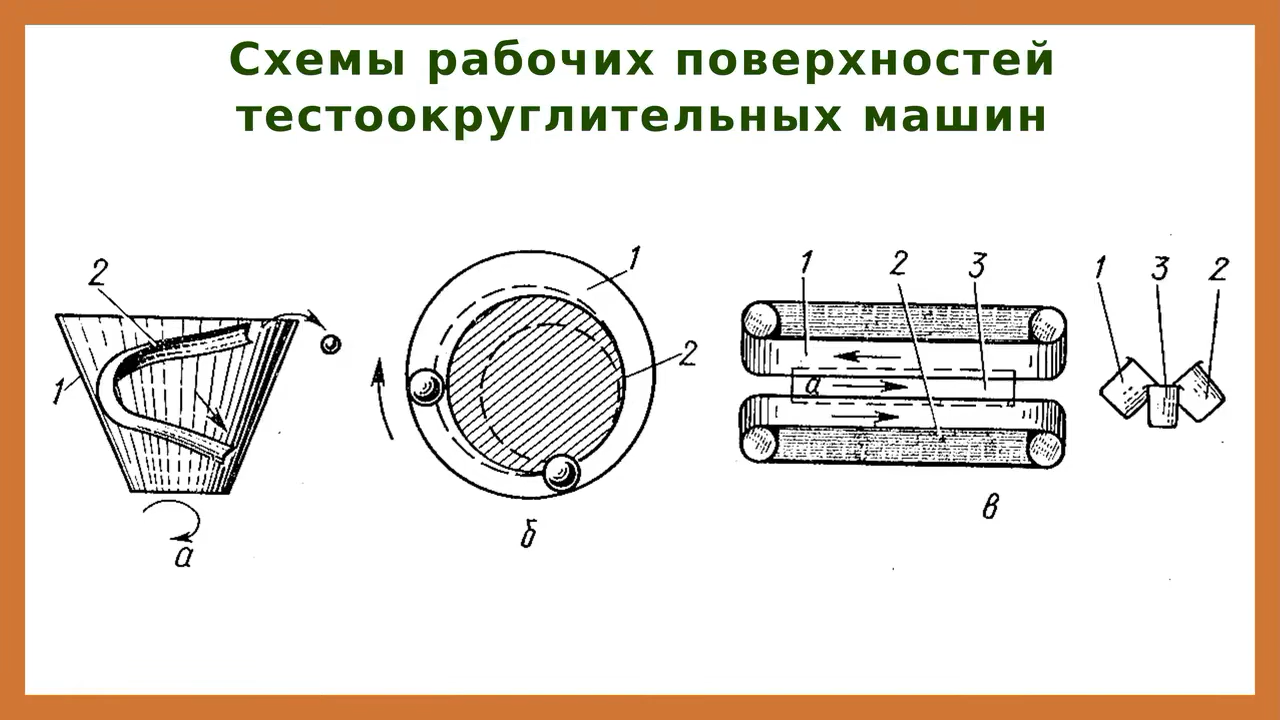 Схемы рабочих поверхностей
тестоокруглительных машин
2
1
а
1
2
б
1 2 3
а
в
1 3 2